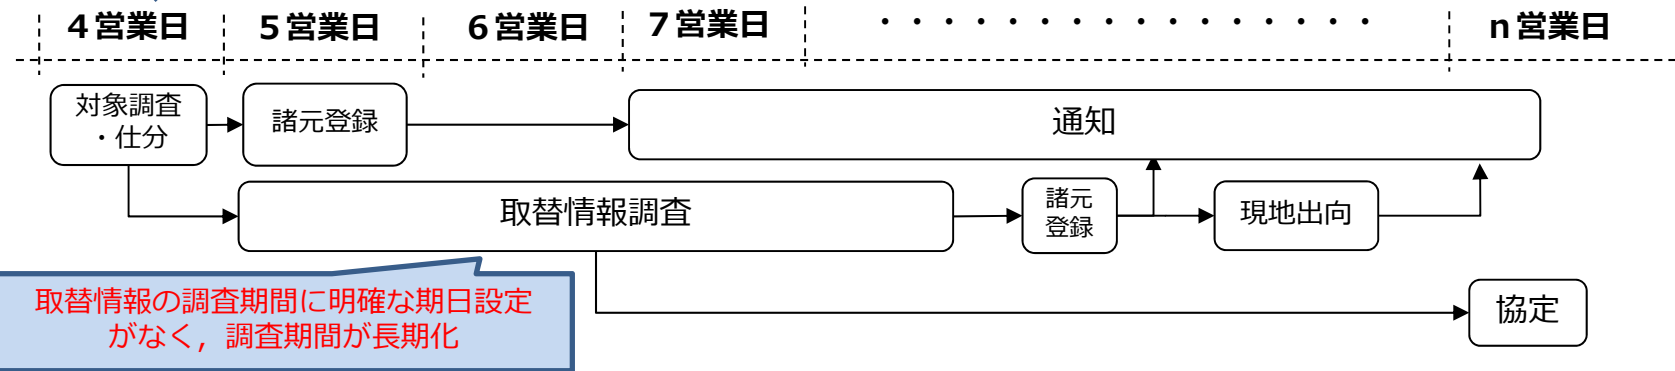 ４営業日 ５営業日 ６営業日 ７営業日 ・・・・・・・・・・・・・・・・ ｎ営業日
対象調査
・仕分
諸元登録
通知
取替情報調査
諸元
登録
現地出向
取替情報の調査期間に明確な期日設定
がなく，調査期間が長期化
協定